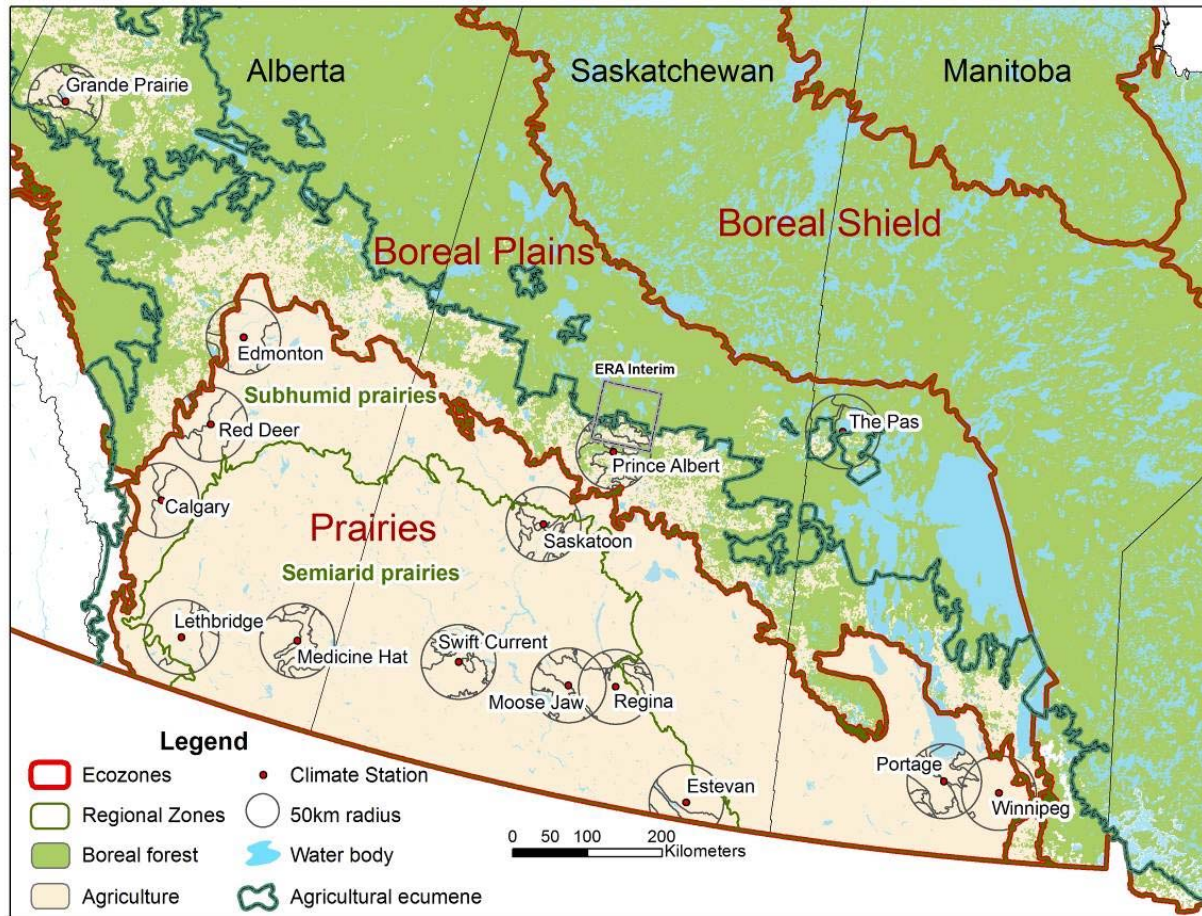 Alberta
Saskatchewan
Manitoba
Grande Prairie
Boreal Plains
Boreal Shield
Edmonton
ERA Interim
Subhumid prairies
Red Deer
The Pas
Prince Albert
Calgary
Prairies
Saskatoon
Semiarid prairies
Lethbridge
Medicine Hat
Swift Current
Moose Jaw
Regina
Portage
Winnipeg
Estevan
Legend
Ecozones
Climate Station
Regional Zones
50km radius
Boreal forest
Water body
Agriculture
Agricultural ecumene
0 50 100 200
Kilometers